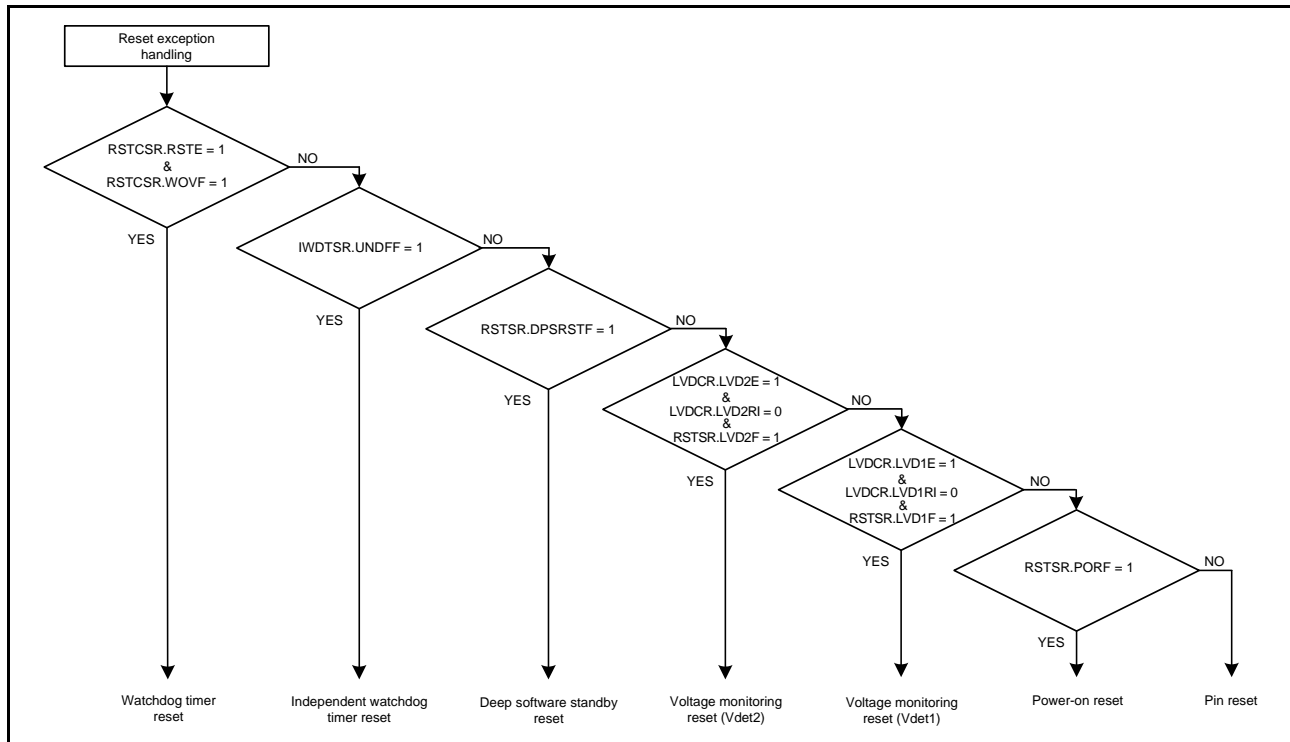 Reset exception
handling
RSTCSR.RSTE = 1
&
RSTCSR.WOVF = 1
NO
YES
IWDTSR.UNDFF = 1
NO
YES
RSTSR.DPSRSTF = 1
NO
YES
LVDCR.LVD2E = 1
&
LVDCR.LVD2RI = 0
&
RSTSR.LVD2F = 1
NO
YES
LVDCR.LVD1E = 1
&
LVDCR.LVD1RI = 0
&
RSTSR.LVD1F = 1
NO
YES
RSTSR.PORF = 1
NO
YES
Watchdog timer
reset
Independent watchdog
timer reset
Deep software standby
reset
Voltage monitoring
reset (Vdet2)
Voltage monitoring
reset (Vdet1)
Power-on reset
Pin reset